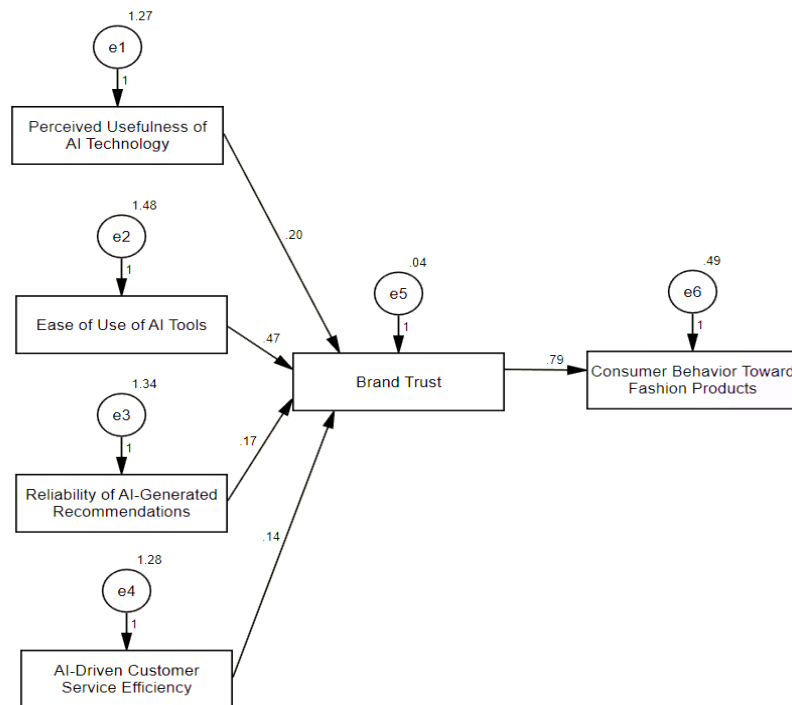 1.27
e1
1
Perceived Usefulness of
AI Technology
.20
1.48
e2
1
Ease of Use of AI Tools
.47
.04
e5
1
Brand Trust
.79
.49
e6
1
Consumer Behavior Toward
Fashion Products
1.34
e3
1
Reliability of AI-Generated
Recommendations
.17
.14
1.28
e4
1
AI-Driven Customer
Service Efficiency